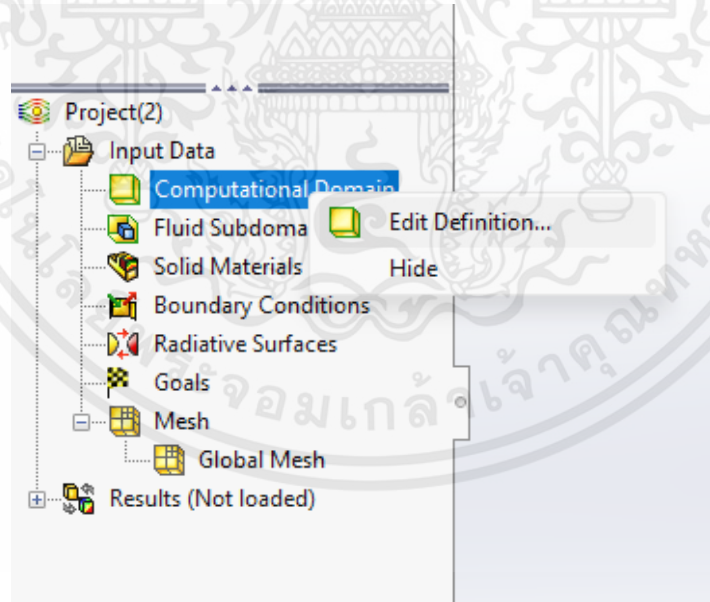 Project(2)
Input Data
Computational Domain
Fluid Subdoma
Edit Definition...
Solid Materials
Hide
Boundary Conditions
Radiative Surfaces
Goals
Mesh
Global Mesh
Results (Not loaded)